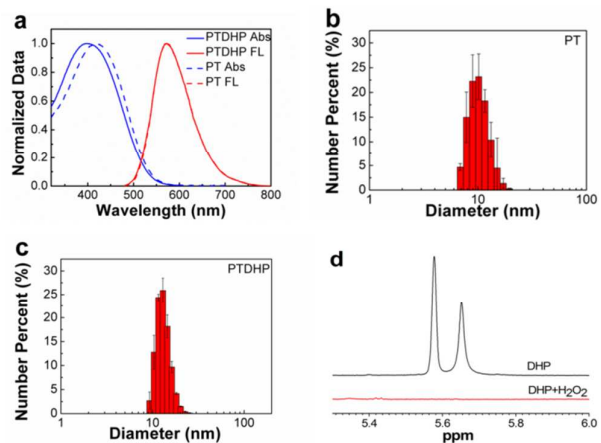 a
PTDHP Abs
PTDHP FL
PT Abs
PT FL
Normalized Data
1.0
0.8
0.6
0.4
0.2
0.0
400 500 600 700 800
Wavelength (nm)
b
PT
Number Percent (%)
30
25
20
15
10
5
0
1 10 100
Diameter (nm)
c
PTDHP
Number Percent (%)
30
25
20
15
10
5
0
1 10 100
Diameter (nm)
d
DHP
DHP+H₂O₂
5.4 5.6 5.8 6.0
ppm